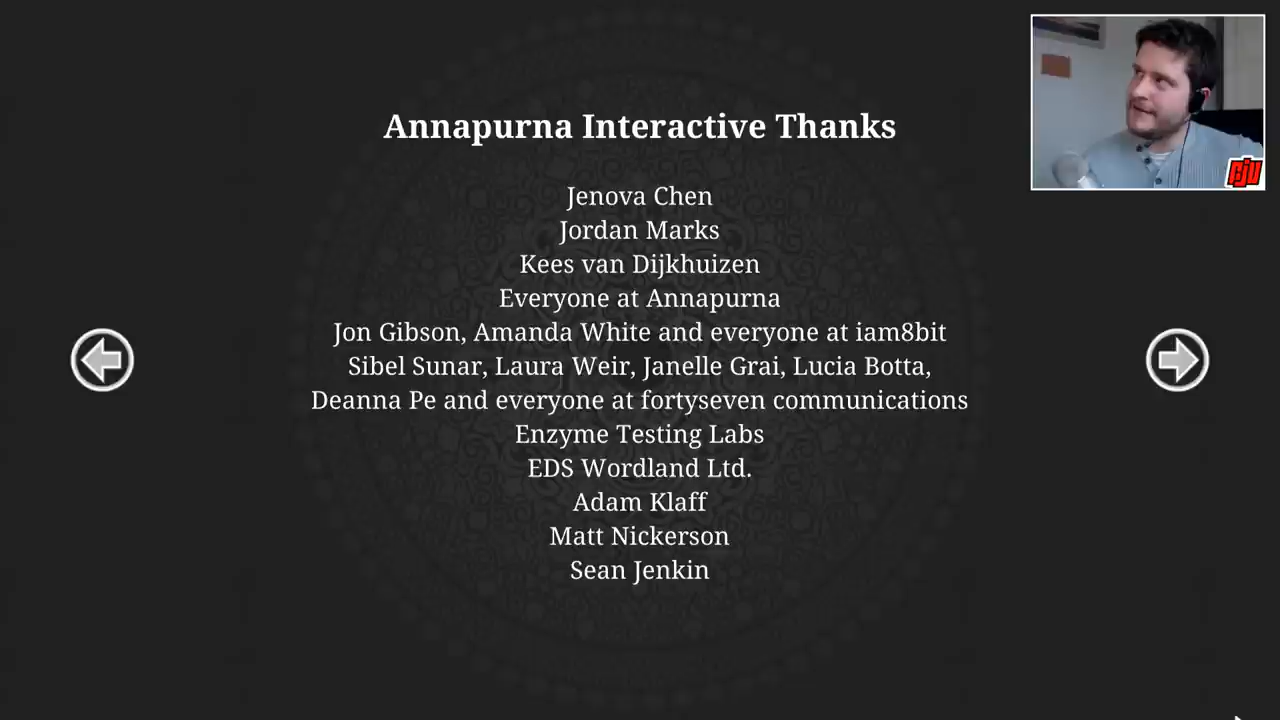 Annapurna Interactive Thanks
Jenova Chen
Jordan Marks
Kees van Dijkhuizen
Everyone at Annapurna
Jon Gibson, Amanda White and everyone at iam8bit
Sibel Sunar, Laura Weir, Janelle Grai, Lucia Botta,
Deanna Pe and everyone at fortyseven communications
Enzyme Testing Labs
EDS Wordland Ltd.
Adam Klaff
Matt Nickerson
Sean Jenkin